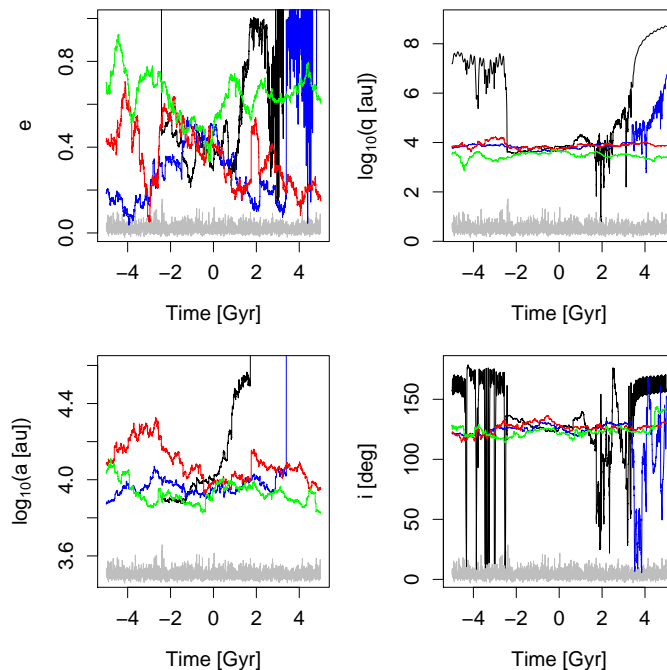 e
0.0 0.4 0.8
−4 −2 0 2 4
Time [Gyr]
log10(q [au])
0 2 4 6 8
−4 −2 0 2 4
Time [Gyr]
log10(a [au])
3.6 4.0 4.4
−4 −2 0 2 4
Time [Gyr]
i [deg]
0 50 100 150
−4 −2 0 2 4
Time [Gyr]